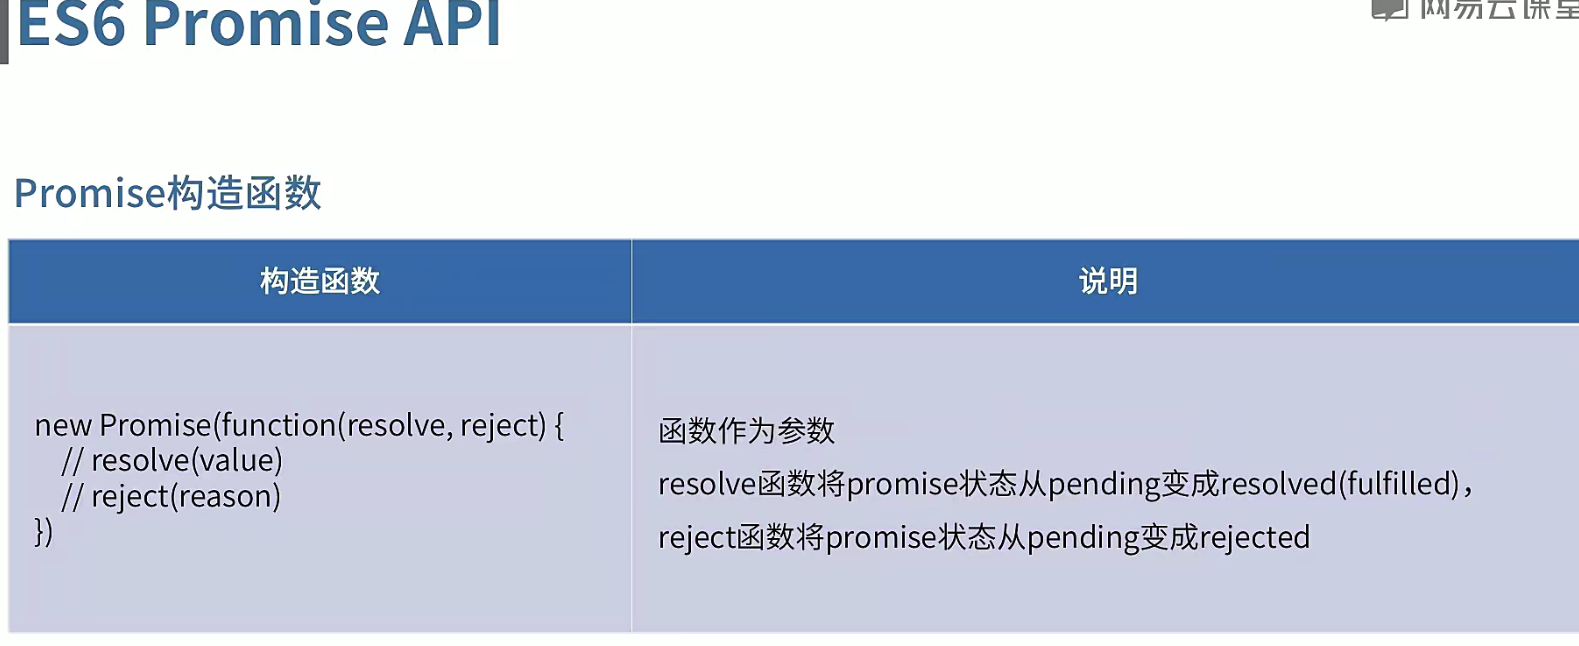 ES6 Promise API
网易云课堂
Promise构造函数
构造函数
说明
new Promise(function(resolve, reject) {
// resolve(value)
// reject(reason)
})
函数作为参数
resolve函数将promise状态从pending变成resolved(fulfilled)，
reject函数将promise状态从pending变成rejected